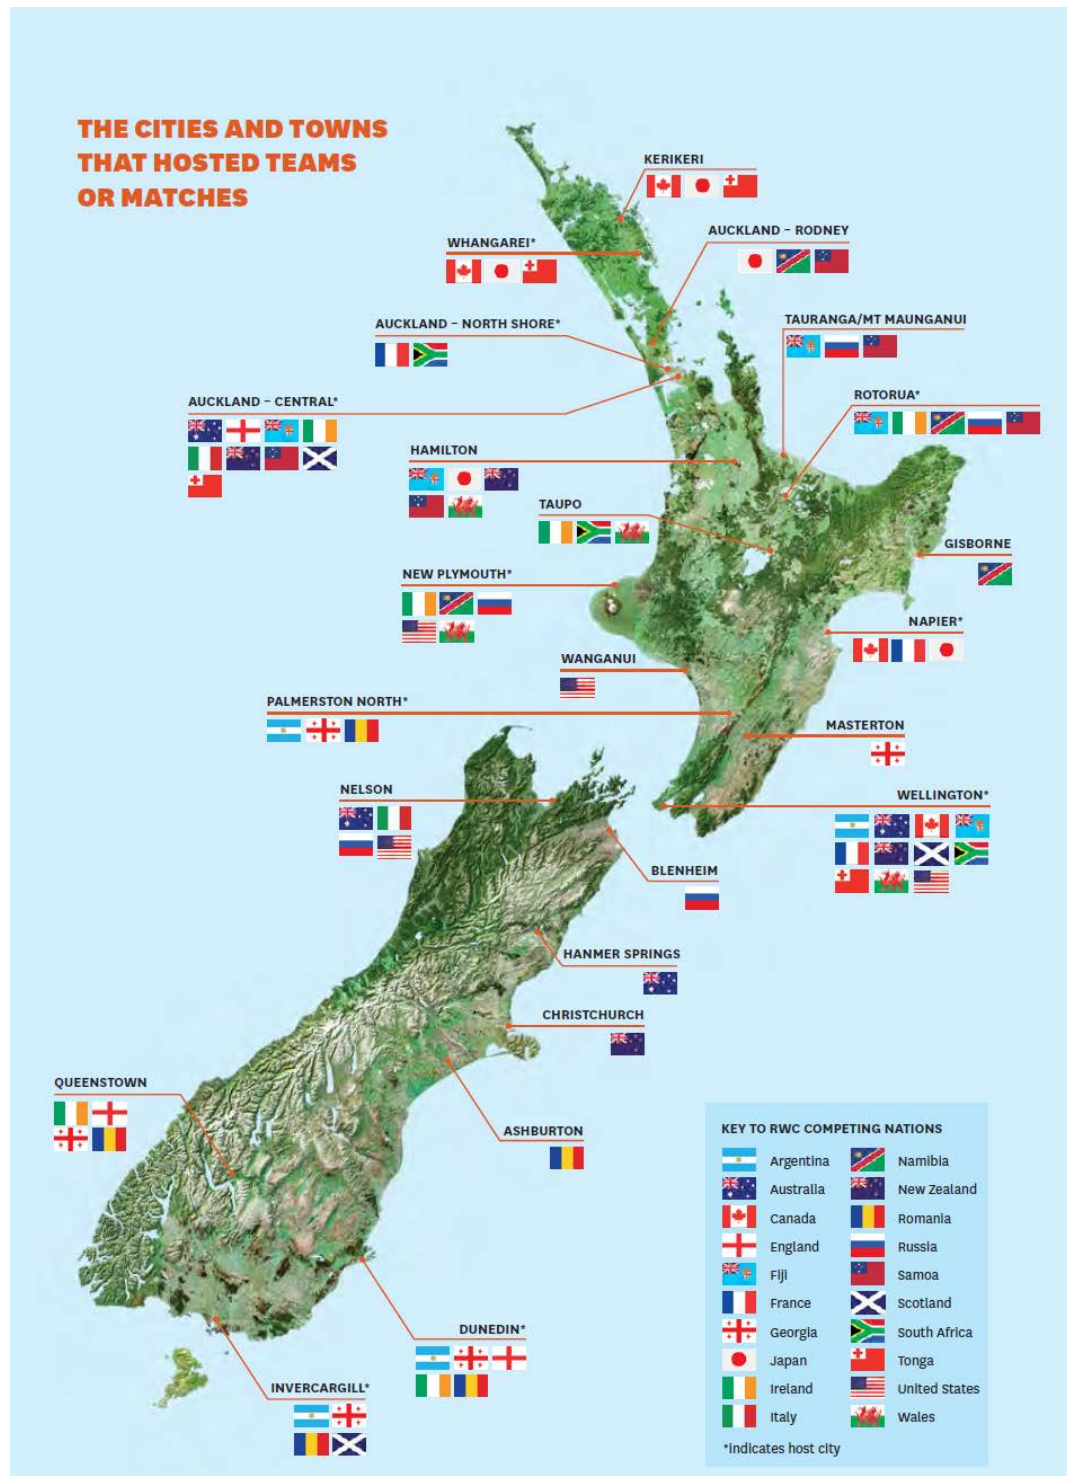 THE CITIES AND TOWNS
THAT HOSTED TEAMS
OR MATCHES
KERIKERI
AUCKLAND – RODNEY
WHANGAREI*
TAURANGA/MT MAUNGANUI
AUCKLAND – NORTH SHORE*
ROTORUA*
AUCKLAND – CENTRAL*
HAMILTON
TAUPO
GISBORNE
NEW PLYMOUTH*
NAPIER*
WANGANUI
PALMERSTON NORTH*
MASTERTON
NELSON
WELLINGTON*
BLENHEIM
HANMER SPRINGS
CHRISTCHURCH
QUEENSTOWN
ASHBURTON
DUNEDIN*
INVERCARGILL*
KEY TO RWC COMPETING NATIONS
Argentina
Australia
Canada
England
Fiji
France
Georgia
Japan
Ireland
Italy
Namibia
New Zealand
Romania
Russia
Samoa
Scotland
South Africa
Tonga
United States
Wales
*indicates host city